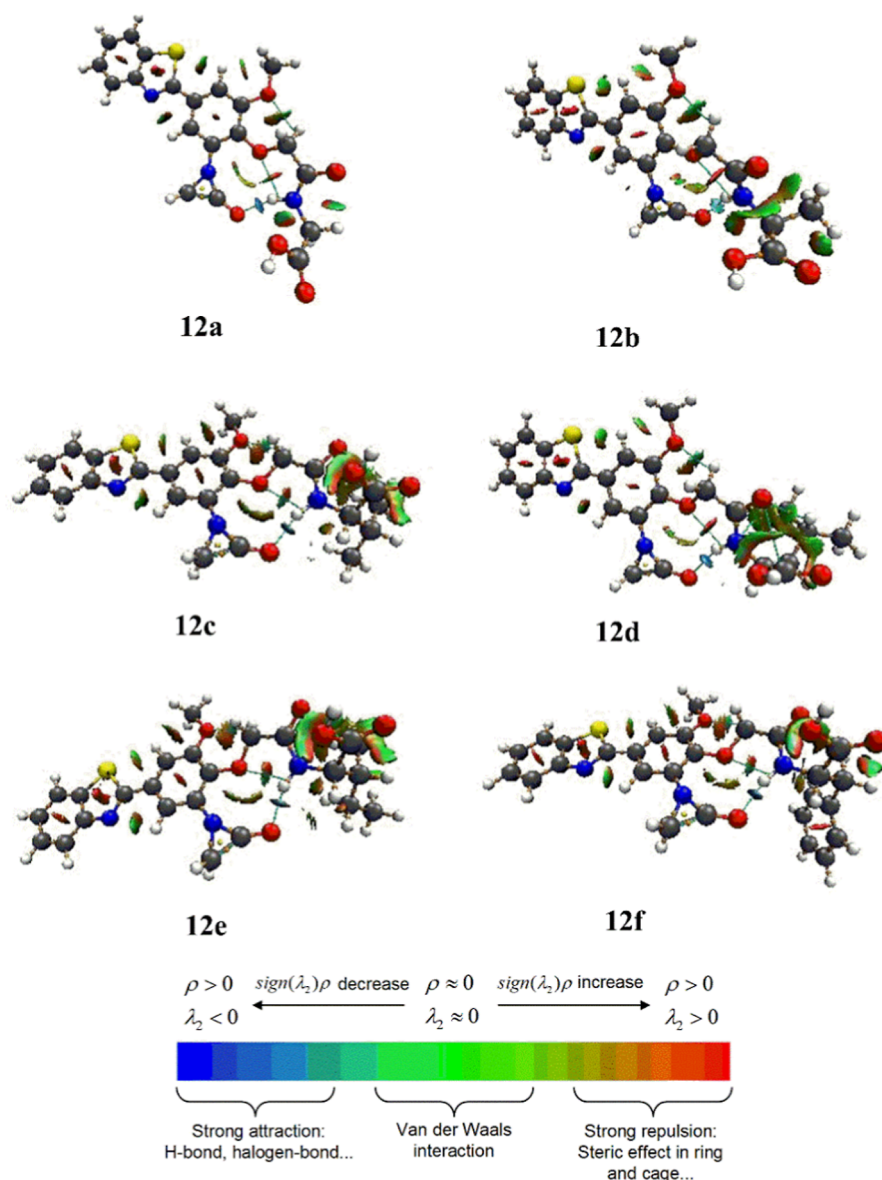 12a
12b
12c
12d
12e
12f
ρ > 0 sign(λ₂)ρ decrease ρ ≈ 0 sign(λ₂)ρ increase ρ > 0
λ₂ < 0 λ₂ ≈ 0 λ₂ > 0
Strong attraction:
H-bond, halogen-bond...
Van der Waals
interaction
Strong repulsion:
Steric effect in ring
and cage...